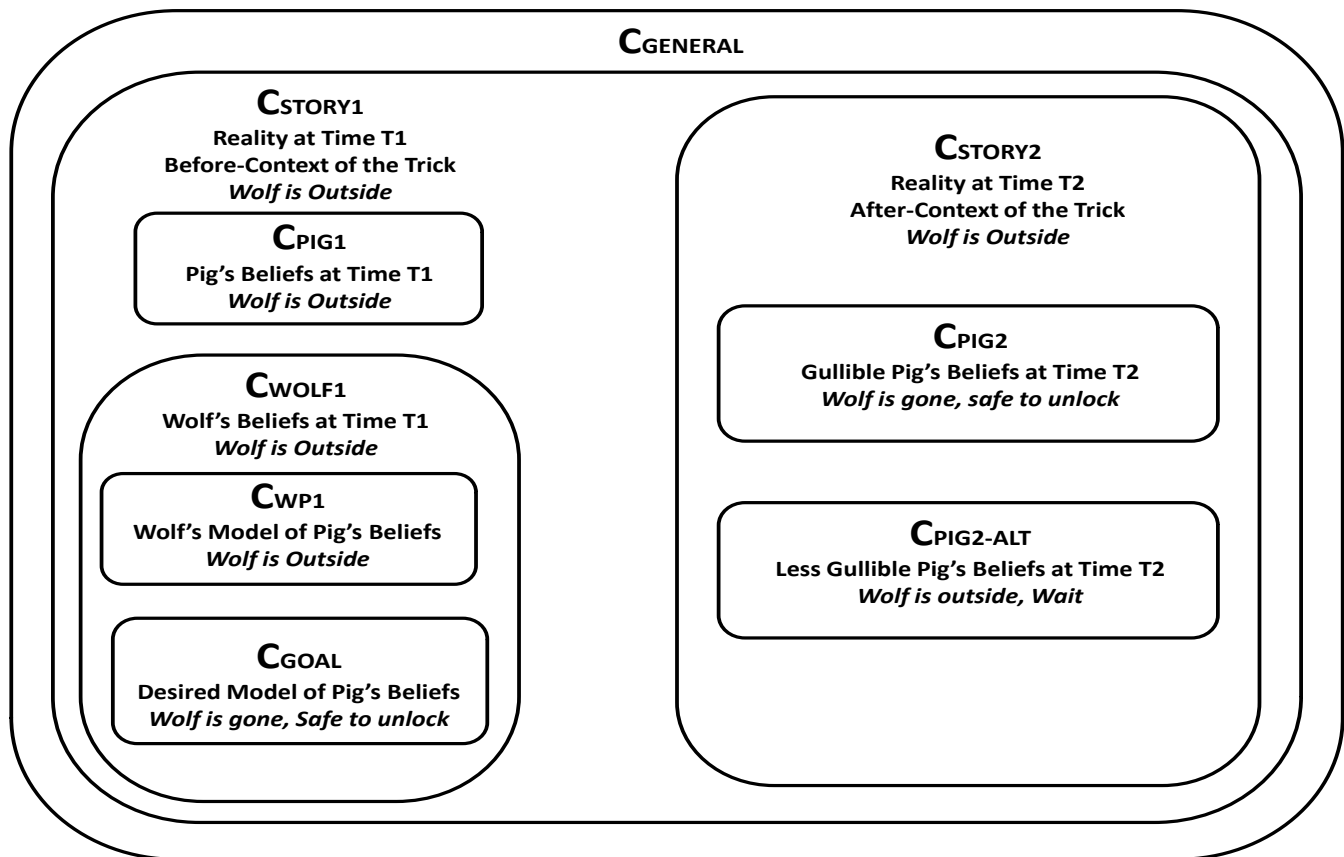 CGENERAL
CSTORY1
Reality at Time T1
Before-Context of the Trick
Wolf is Outside
CPIG1
Pig's Beliefs at Time T1
Wolf is Outside
CWOLF1
Wolf's Beliefs at Time T1
Wolf is Outside
CWP1
Wolf's Model of Pig's Beliefs
Wolf is Outside
CGOAL
Desired Model of Pig's Beliefs
Wolf is gone, Safe to unlock
CSTORY2
Reality at Time T2
After-Context of the Trick
Wolf is Outside
CPIG2
Gullible Pig's Beliefs at Time T2
Wolf is gone, safe to unlock
CPIG2-ALT
Less Gullible Pig's Beliefs at Time T2
Wolf is outside, Wait